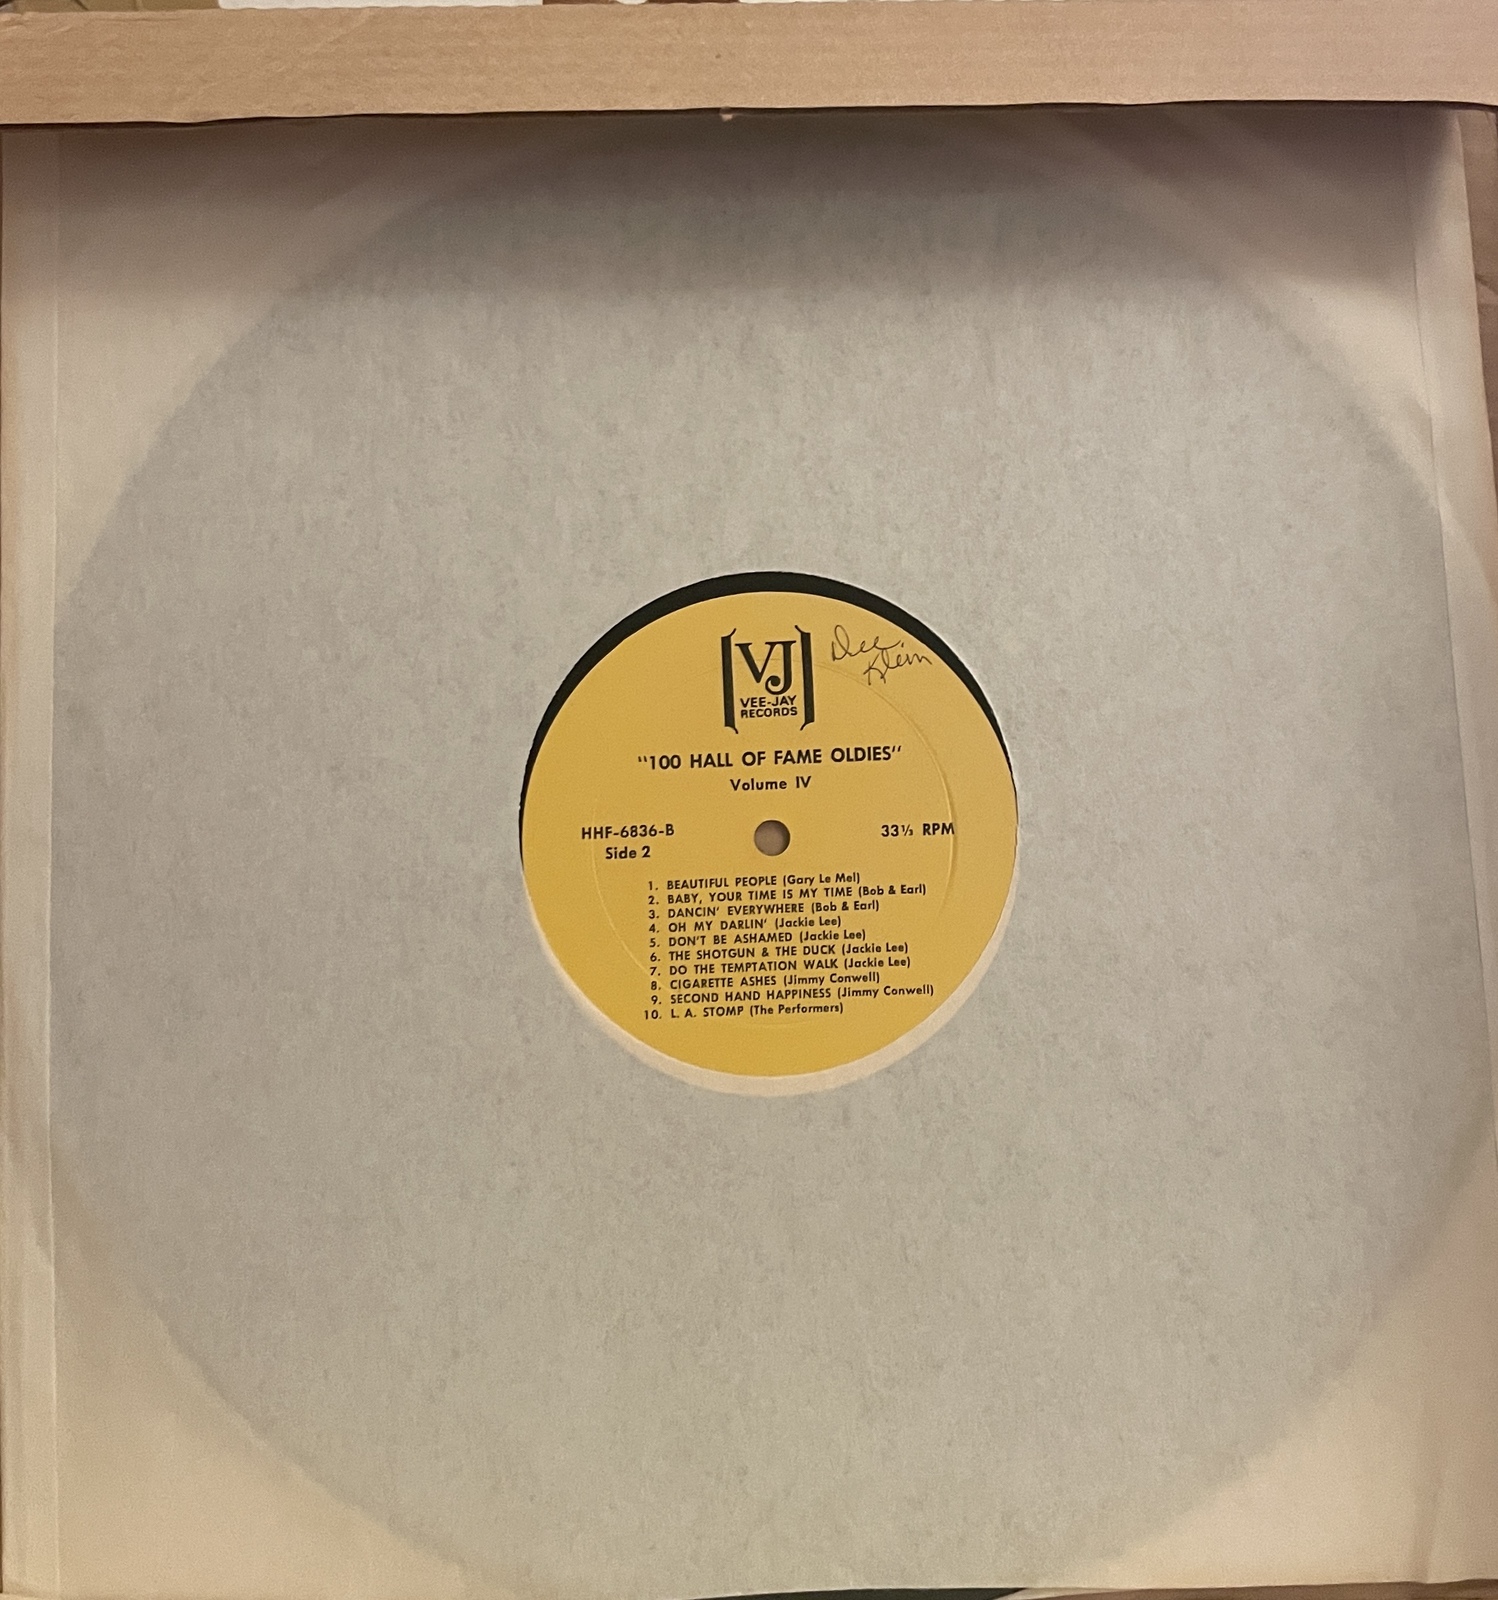 VJ
VEE-JAY
RECORDS
Dee
Klein
"100 HALL OF FAME OLDIES"
Volume IV
HHF-6836-B
33⅓ RPM
Side 2
1. BEAUTIFUL PEOPLE (Gary Le Mel)
2. BABY, YOUR TIME IS MY TIME (Bob & Earl)
3. DANCIN' EVERYWHERE (Bob & Earl)
4. OH MY DARLIN' (Jackie Lee)
5. DON'T BE ASHAMED (Jackie Lee)
6. THE SHOTGUN & THE DUCK (Jackie Lee)
7. DO THE TEMPTATION WALK (Jackie Lee)
8. CIGARETTE ASHES (Jimmy Conwell)
9. SECOND HAND HAPPINESS (Jimmy Conwell)
10. L. A. STOMP (The Performers)